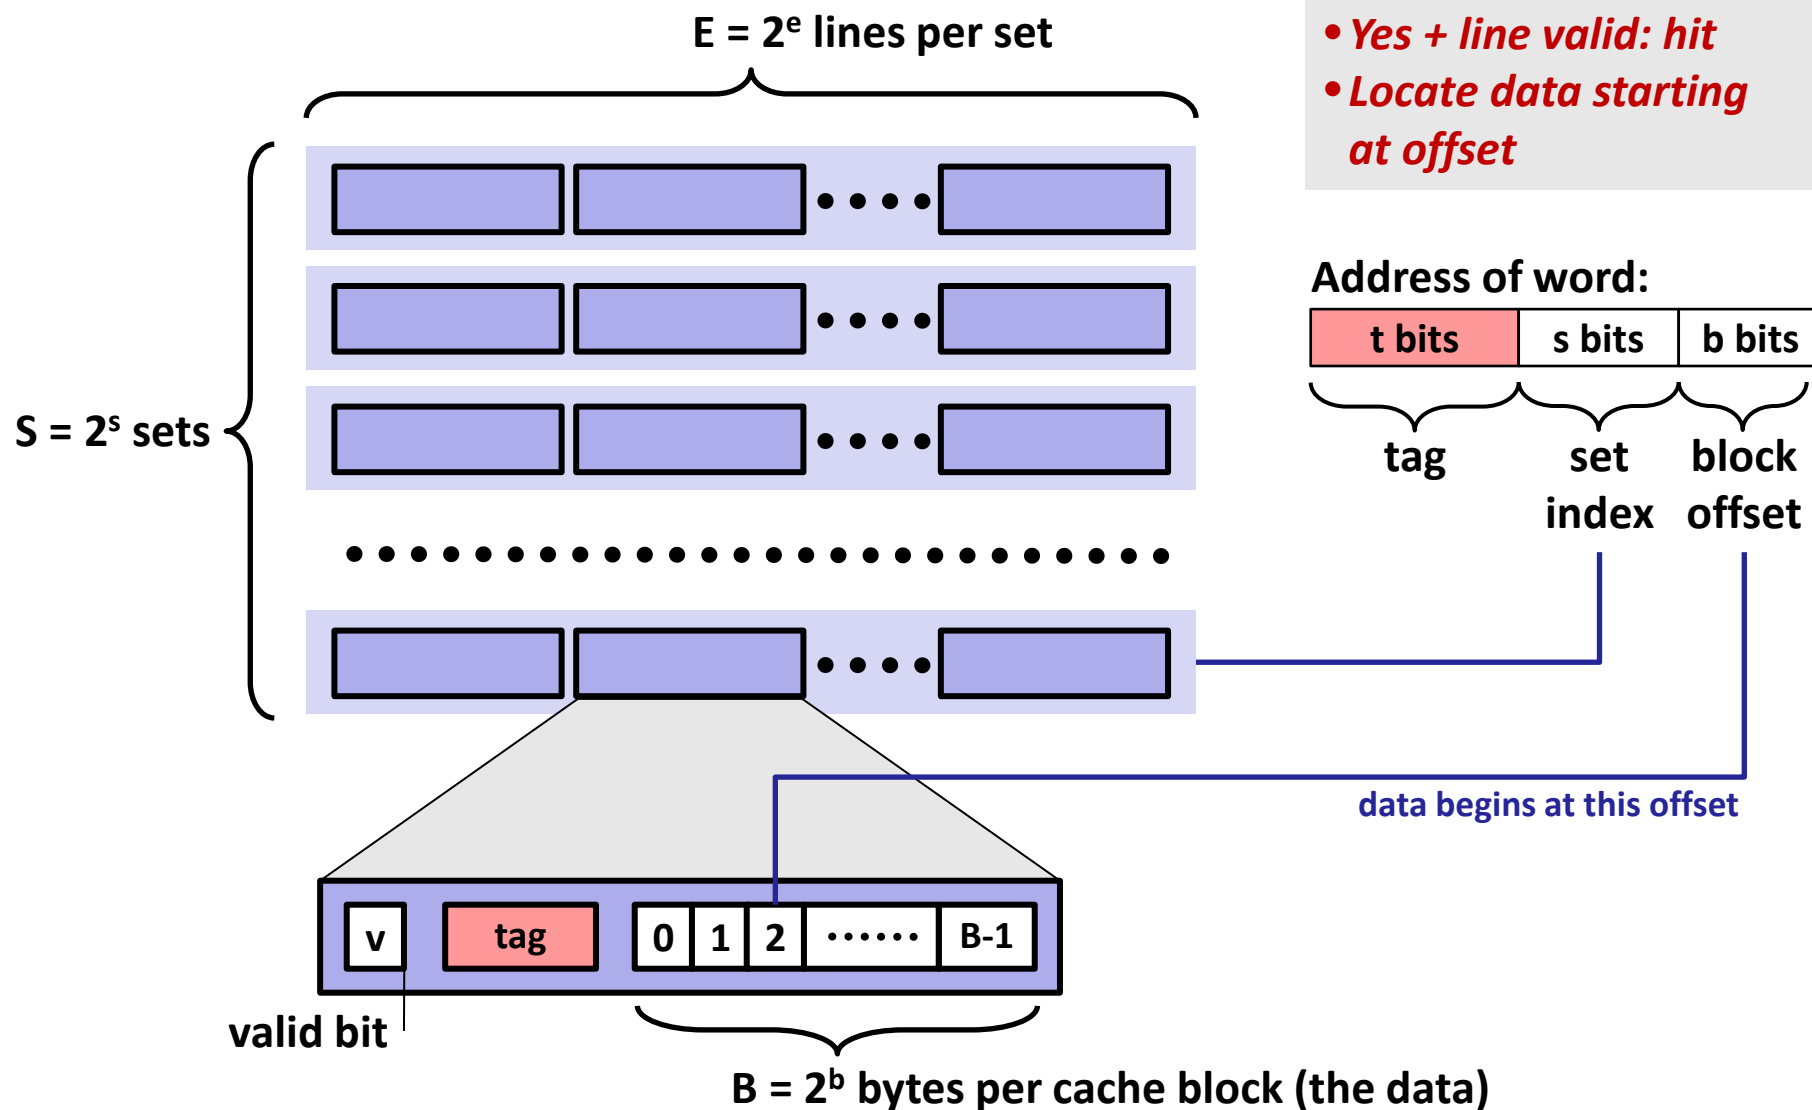 E = 2ᵉ lines per set
• Yes + line valid: hit
• Locate data starting
at offset
Address of word:
t bits s bits b bits
S = 2ˢ sets
tag set block
index offset
data begins at this offset
v tag 0 1 2 •••••• B-1
valid bit
B = 2ᵇ bytes per cache block (the data)